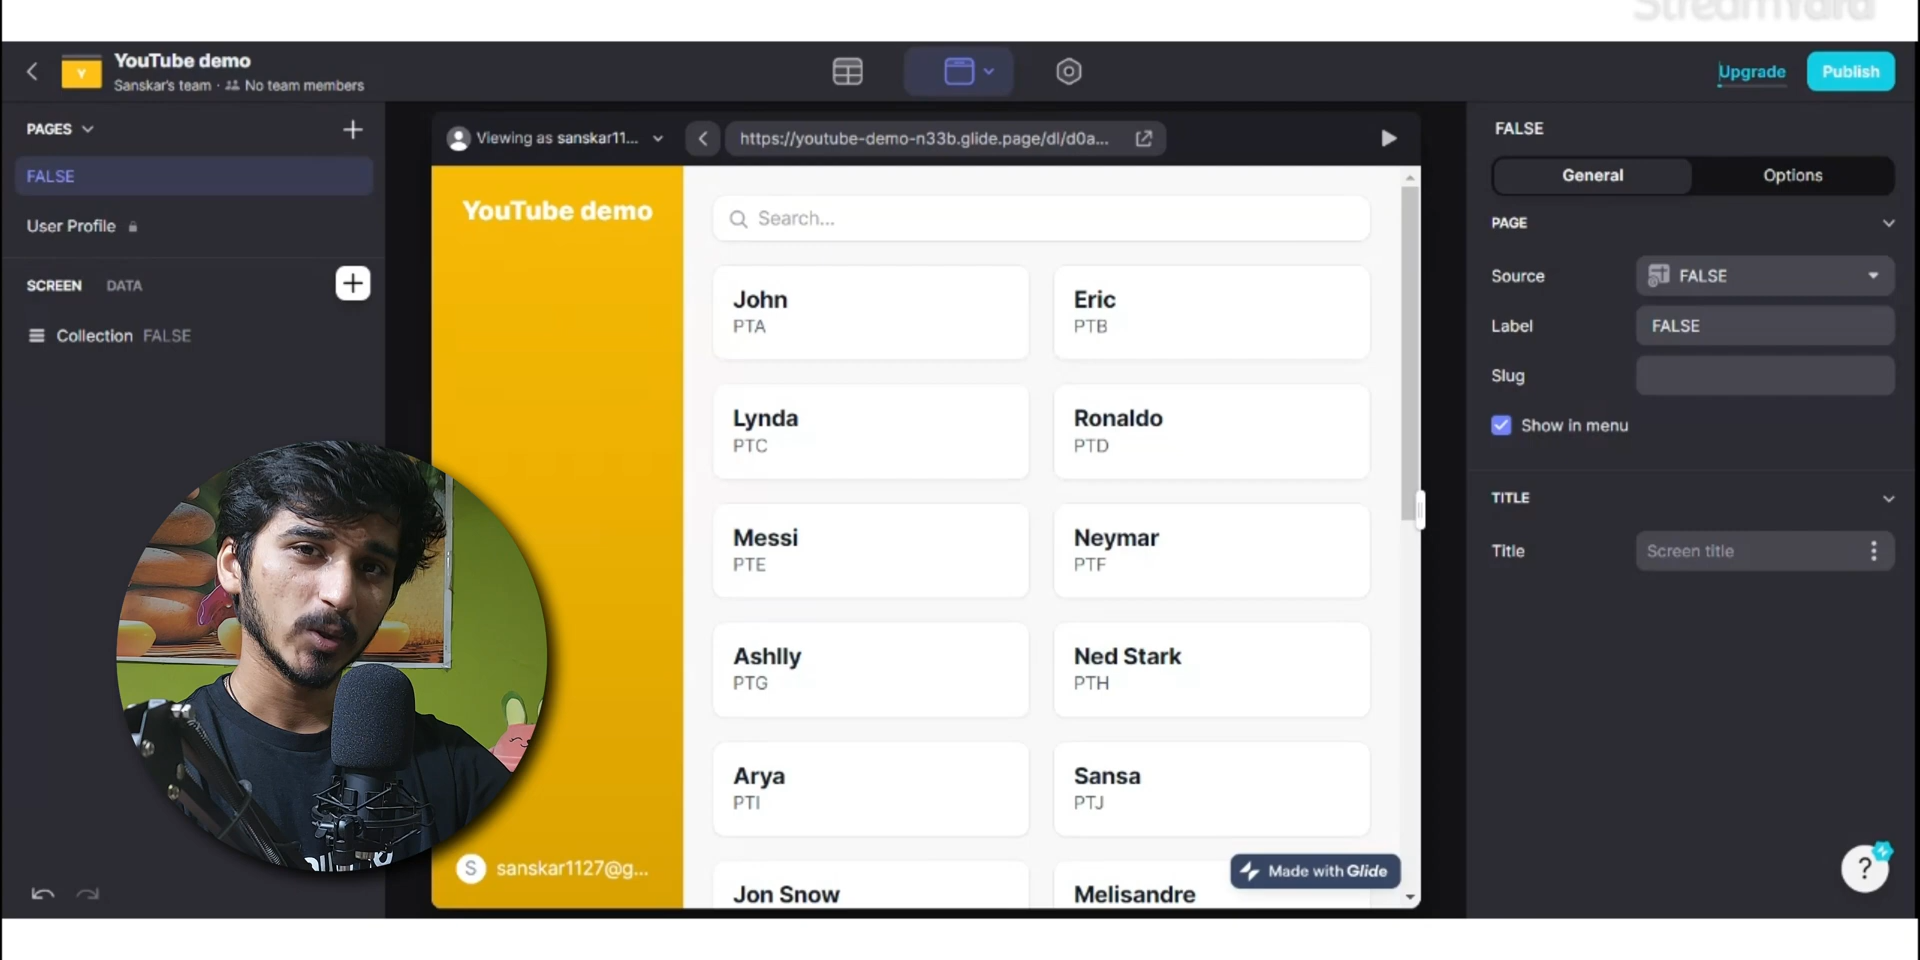 StreamYard
YouTube demo
Sanskar's team · No team members
Upgrade
Publish
PAGES
FALSE
User Profile
SCREEN
DATA
Collection FALSE
Viewing as sanskar11...
https://youtube-demo-n33b.glide.page/dl/d0a...
YouTube demo
Search...
John
PTA
Eric
PTB
Lynda
PTC
Ronaldo
PTD
Messi
PTE
Neymar
PTF
Ashlly
PTG
Ned Stark
PTH
Arya
PTI
Sansa
PTJ
Jon Snow
Melisandre
S sanskar1127@g...
Made with Glide
FALSE
General
Options
PAGE
Source
FALSE
Label
FALSE
Slug
Show in menu
TITLE
Title
Screen title
?
Y